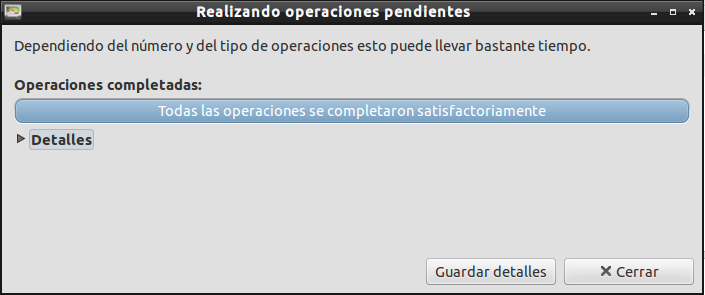 Realizando operaciones pendientes
Dependiendo del número y del tipo de operaciones esto puede llevar bastante tiempo.
Operaciones completadas:
Todas las operaciones se completaron satisfactoriamente
Detalles
Guardar detalles
Cerrar